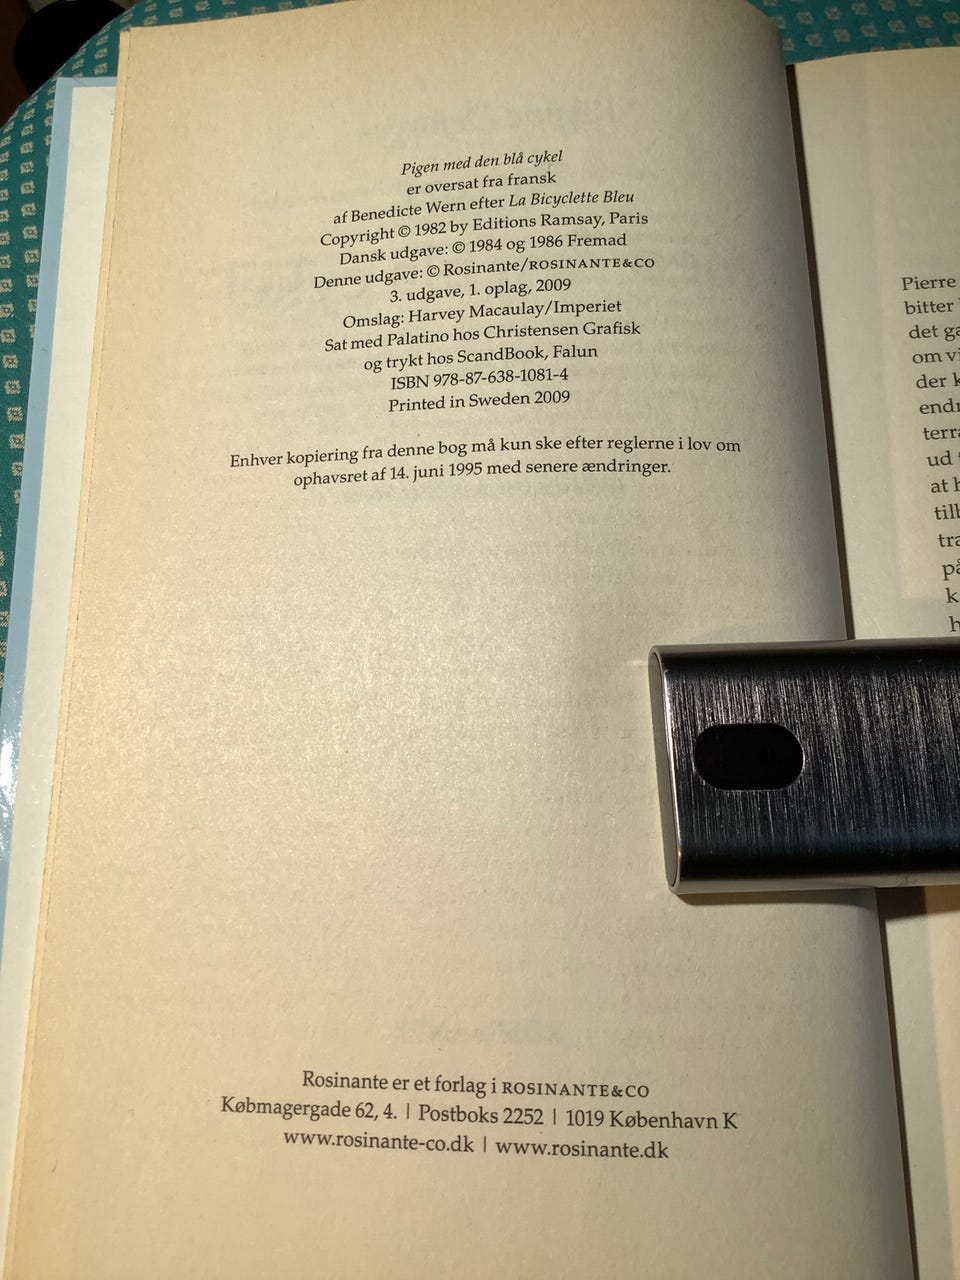 Pigen med den blå cykel
er oversat fra fransk
af Benedicte Wern efter La Bicyclette Bleu
Copyright © 1982 by Editions Ramsay, Paris
Dansk udgave: © 1984 og 1986 Fremad
Denne udgave: © Rosinante/ROSINANTE&CO
3. udgave, 1. oplag, 2009
Omslag: Harvey Macaulay/Imperiet
Sat med Palatino hos Christensen Grafisk
og trykt hos ScandBook, Falun
ISBN 978-87-638-1081-4
Printed in Sweden 2009
Enhver kopiering fra denne bog må kun ske efter reglerne i lov om
ophavsret af 14. juni 1995 med senere ændringer.
Rosinante er et forlag i ROSINANTE&CO
Købmagergade 62, 4. | Postboks 2252 | 1019 København K
www.rosinante-co.dk | www.rosinante.dk
Pierre
bitter
det
om
der
ud
at